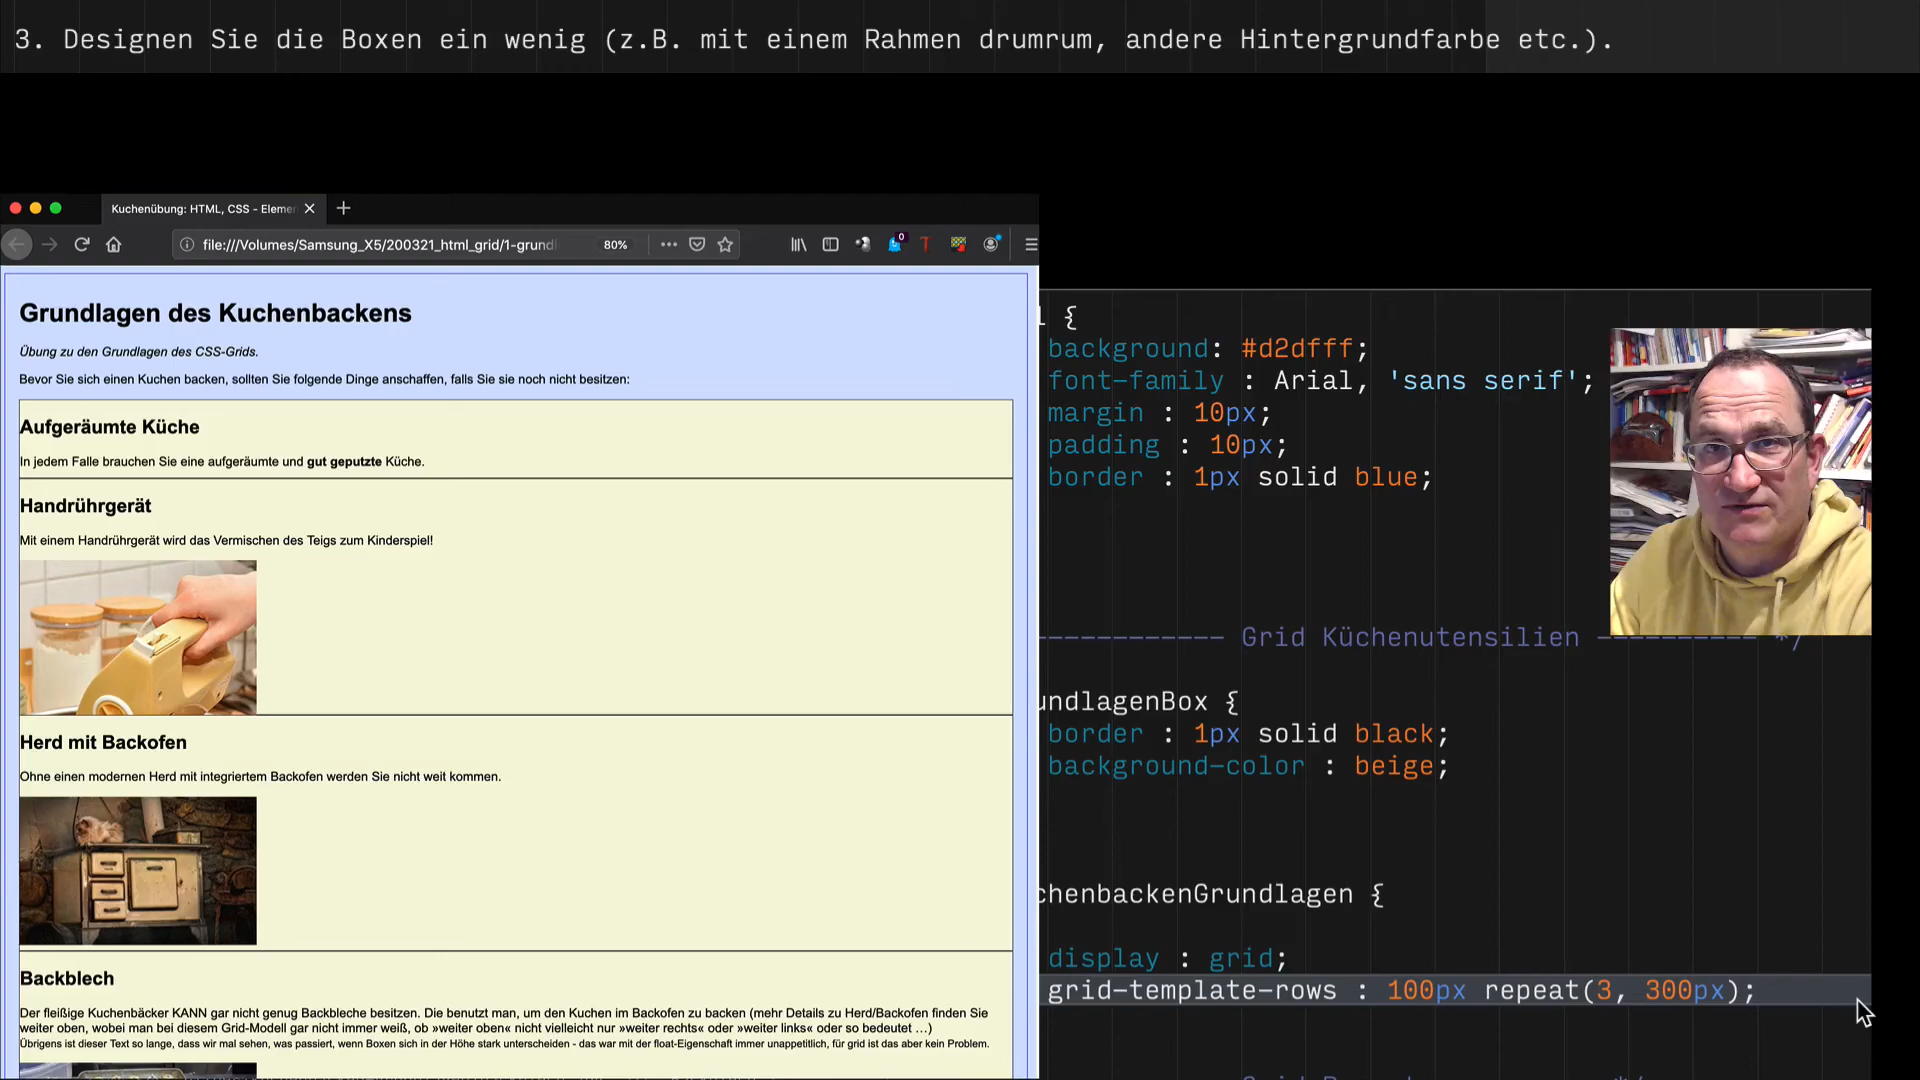 3. Designen Sie die Boxen ein wenig (z.B. mit einem Rahmen drumrum, andere Hintergrundfarbe etc.).
Kuchenübung: HTML, CSS - Eleme
file:///Volumes/Samsung_X5/200321_html_grid/1-grundl
80%
0
Grundlagen des Kuchenbackens
Übung zu den Grundlagen des CSS-Grids.
Bevor Sie sich einen Kuchen backen, sollten Sie folgende Dinge anschaffen, falls Sie sie noch nicht besitzen:
Aufgeräumte Küche
In jedem Falle brauchen Sie eine aufgeräumte und gut geputzte Küche.
Handrührgerät
Mit einem Handrührgerät wird das Vermischen des Teigs zum Kinderspiel!
Herd mit Backofen
Ohne einen modernen Herd mit integriertem Backofen werden Sie nicht weit kommen.
Backblech
Der fleißige Kuchenbäcker KANN gar nicht genug Backbleche besitzen. Die benutzt man, um den Kuchen im Backofen zu backen (mehr Details zu Herd/Backofen finden Sie
weiter oben, wobei man bei diesem Grid-Modell gar nicht immer weiß, ob »weiter oben« nicht vielleicht nur »weiter rechts« oder »weiter links« oder so bedeutet ...)
Übrigens ist dieser Text so lange, dass wir mal sehen, was passiert, wenn Boxen sich in der Höhe stark unterscheiden - das war mit der float-Eigenschaft immer unappetitlich, für grid ist das aber kein Problem.
l {
background: #d2dfff;
font-family : Arial, 'sans serif';
margin : 10px;
padding : 10px;
border : 1px solid blue;
------------ Grid Küchenutensilien ---------- */
undlagenBox {
border : 1px solid black;
background-color : beige;
chenbackenGrundlagen {
display : grid;
grid-template-rows : 100px repeat(3, 300px);